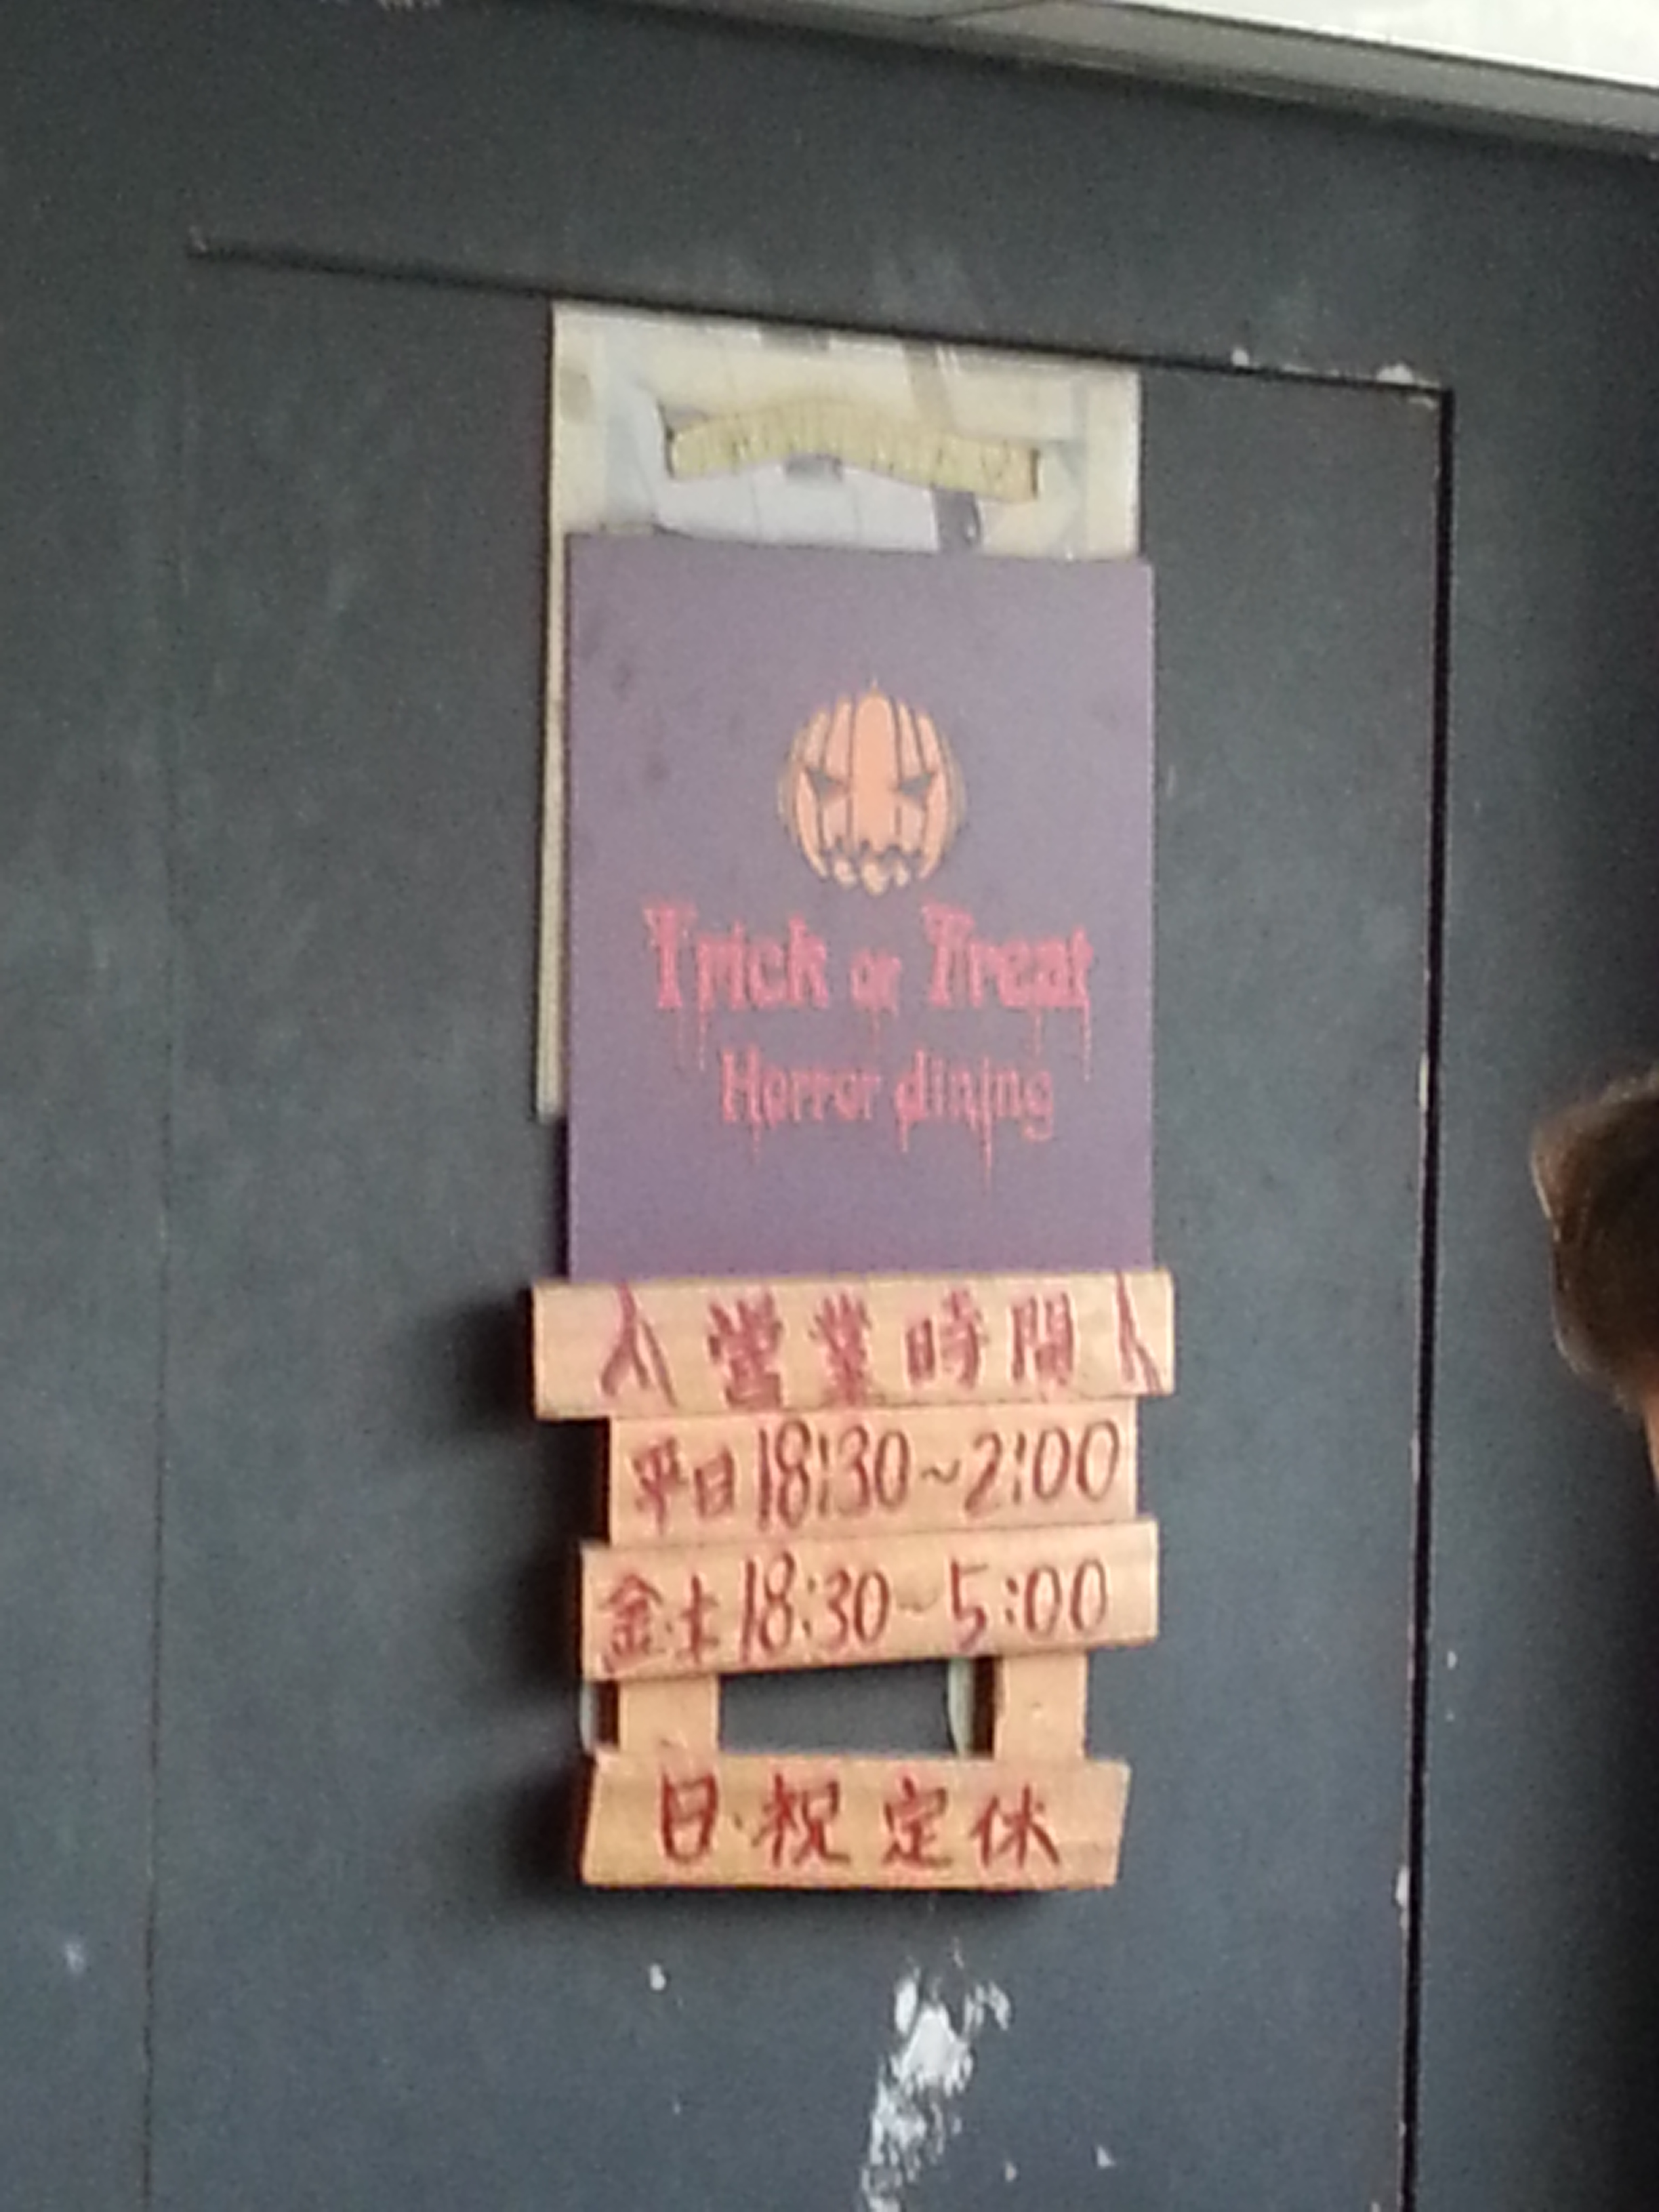 Trick or Treat
Horror dining
営業時間
平日18:30~2:00
金・土18:30~5:00
日・祝定休